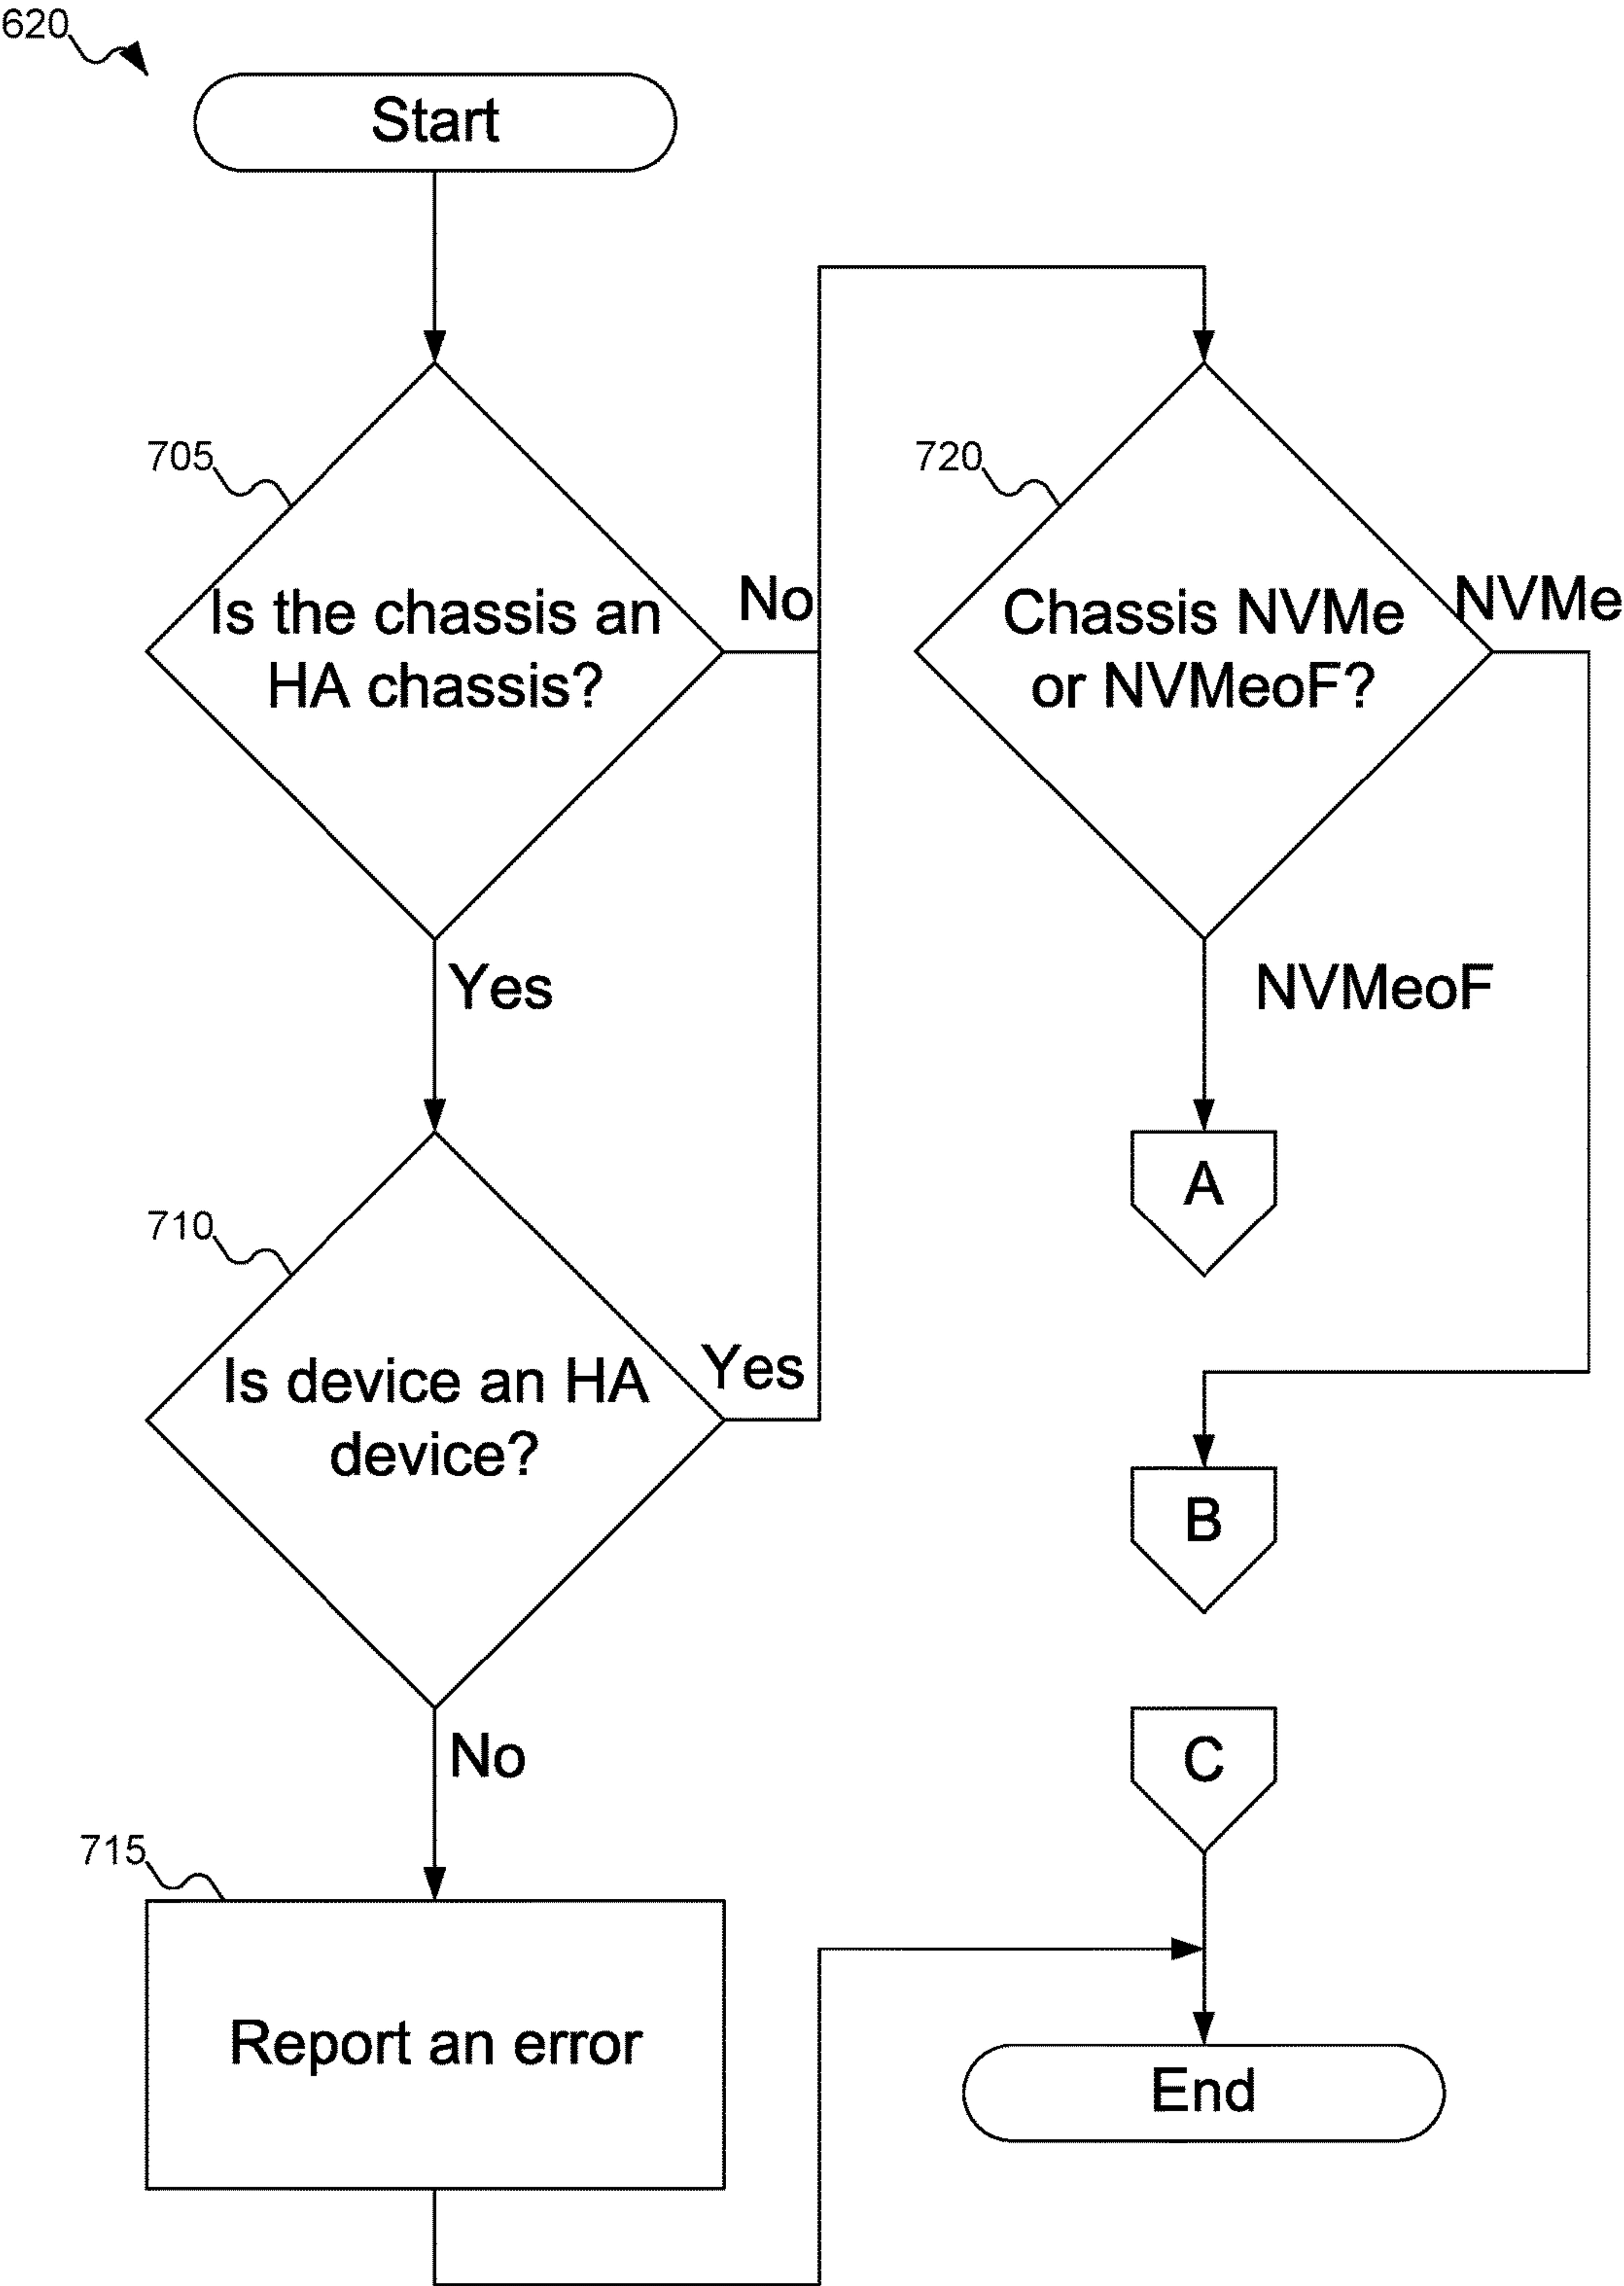 620
Start
705
Is the chassis an
HA chassis?
No
Yes
710
Is device an HA
device?
Yes
No
715
Report an error
720
Chassis NVMe
or NVMeoF?
NVMe
NVMeoF
A
B
C
End